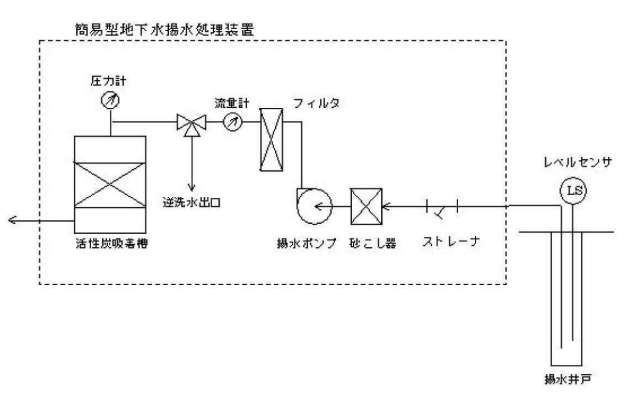 簡易型地下水揚水処理装置
圧力計
流量計
フィルタ
レベルセンサ
LS
逆洗水出口
活性炭吸着槽
揚水ポンプ
砂こし器
ストレーナ
揚水井戸